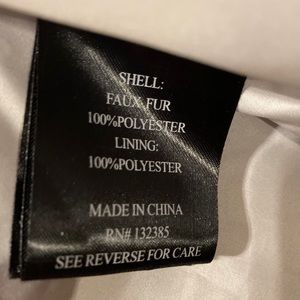 SHELL:
FAUX FUR
100%POLYESTER
LINING:
100%POLYESTER
MADE IN CHINA
RN# 132385
SEE REVERSE FOR CARE